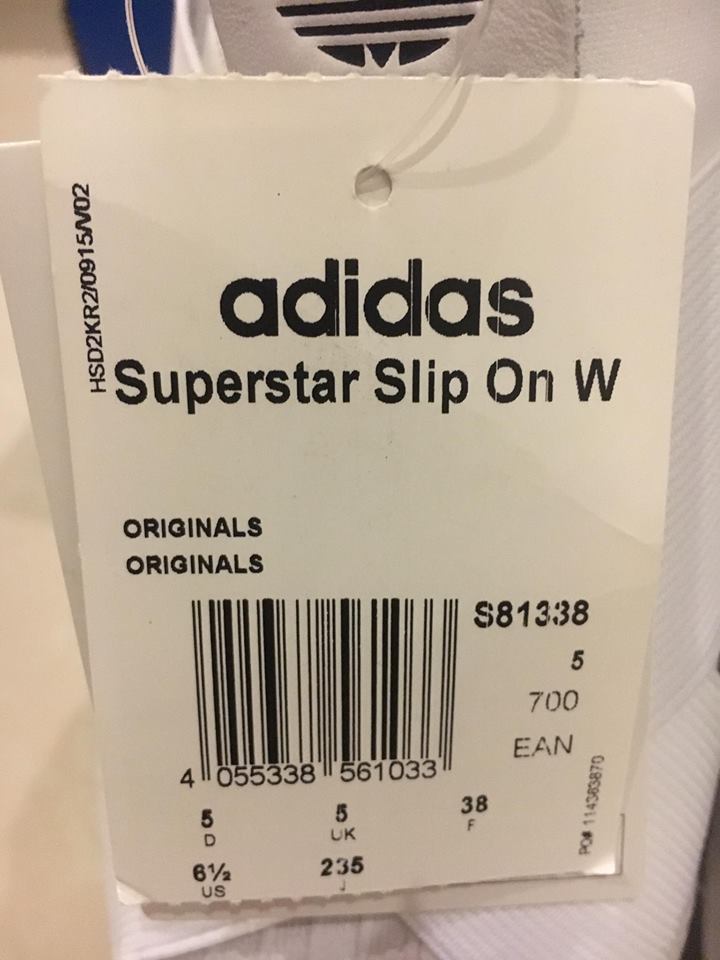 HSD2KR2/0915/V02
adidas
Superstar Slip On W
ORIGINALS
ORIGINALS
S81338
5
700
EAN
4 055338 561033
PO# 114383870
5
D
5
UK
38
F
6½
US
235
J